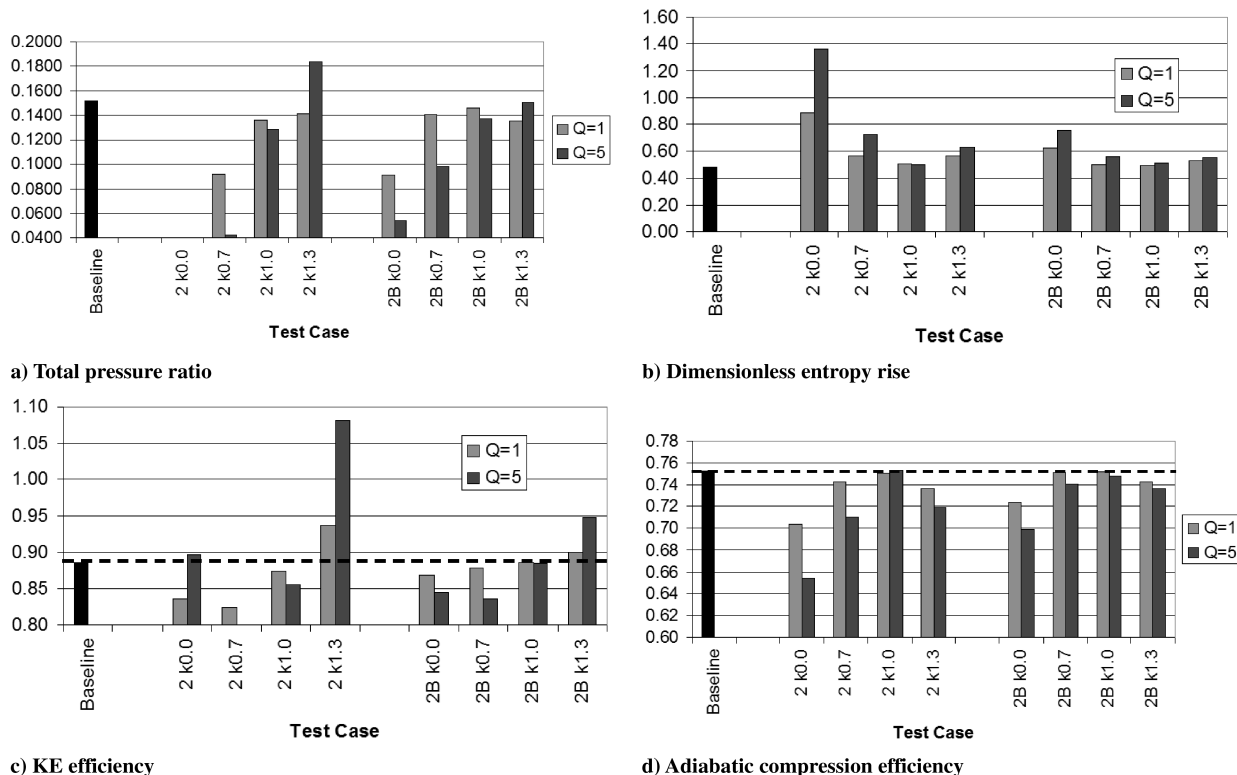 0.2000
0.1800
0.1600
0.1400
0.1200
0.1000
0.0800
0.0600
0.0400
Q=1
Q=5
Baseline
2 k0.0
2 k0.7
2 k1.0
2 k1.3
2B k0.0
2B k0.7
2B k1.0
2B k1.3
Test Case
a) Total pressure ratio
1.60
1.40
1.20
1.00
0.80
0.60
0.40
0.20
0.00
Q=1
Q=5
Baseline
2 k0.0
2 k0.7
2 k1.0
2 k1.3
2B k0.0
2B k0.7
2B k1.0
2B k1.3
Test Case
b) Dimensionless entropy rise
1.10
1.05
1.00
0.95
0.90
0.85
0.80
Q=1
Q=5
Baseline
2 k0.0
2 k0.7
2 k1.0
2 k1.3
2B k0.0
2B k0.7
2B k1.0
2B k1.3
Test Case
c) KE efficiency
0.78
0.76
0.74
0.72
0.70
0.68
0.66
0.64
0.62
0.60
Q=1
Q=5
Baseline
2 k0.0
2 k0.7
2 k1.0
2 k1.3
2B k0.0
2B k0.7
2B k1.0
2B k1.3
Test Case
d) Adiabatic compression efficiency